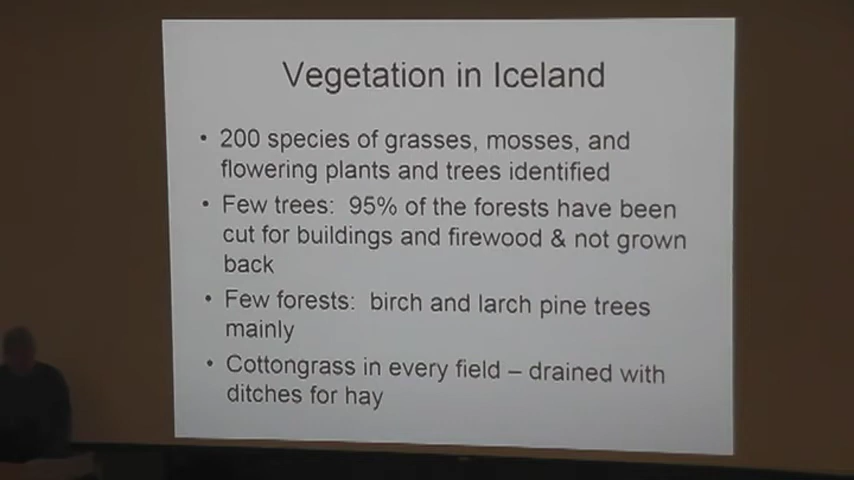 Vegetation in Iceland
• 200 species of grasses, mosses, and
flowering plants and trees identified
• Few trees:  95% of the forests have been
cut for buildings and firewood & not grown
back
• Few forests:  birch and larch pine trees
mainly
• Cottongrass in every field – drained with
ditches for hay